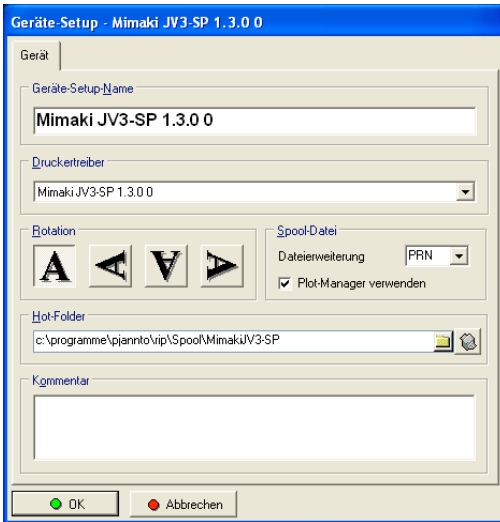 Geräte-Setup - Mimaki JV3-SP 1.3.0 0
Gerät
Geräte-Setup-Name
Mimaki JV3-SP 1.3.0 0
Druckertreiber
Mimaki JV3-SP 1.3.0 0
Rotation
A A A A
Spool-Datei
Dateierweiterung PRN
Plot-Manager verwenden
Hot-Folder
c:\programme\pjannto\rip\Spool\MimakiJV3-SP
Kommentar
OK Abbrechen